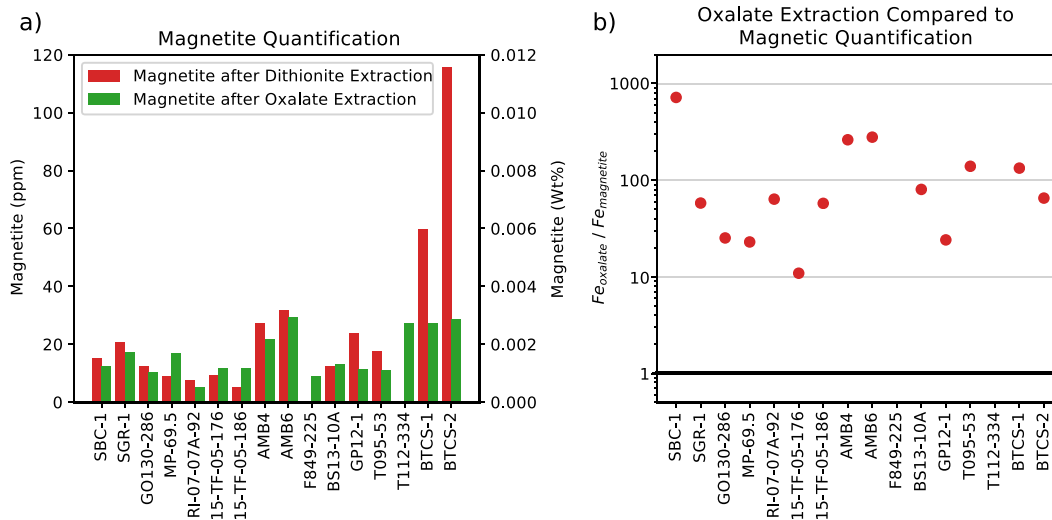 a)
Magnetite Quantification
120
100
80
60
40
20
0
Magnetite (ppm)
Magnetite after Dithionite Extraction
Magnetite after Oxalate Extraction
0.012
0.010
0.008
0.006
0.004
0.002
0.000
Magnetite (Wt%)
SBC-1
SGR-1
GO130-286
MP-69.5
RI-07-07A-92
15-TF-05-176
15-TF-05-186
AMB4
AMB6
F849-225
BS13-10A
GP12-1
T095-53
T112-334
BTCS-1
BTCS-2
b)
Oxalate Extraction Compared to
Magnetic Quantification
1000
100
10
1
Fe_oxalate / Fe_magnetite
SBC-1
SGR-1
GO130-286
MP-69.5
RI-07-07A-92
15-TF-05-176
15-TF-05-186
AMB4
AMB6
F849-225
BS13-10A
GP12-1
T095-53
T112-334
BTCS-1
BTCS-2